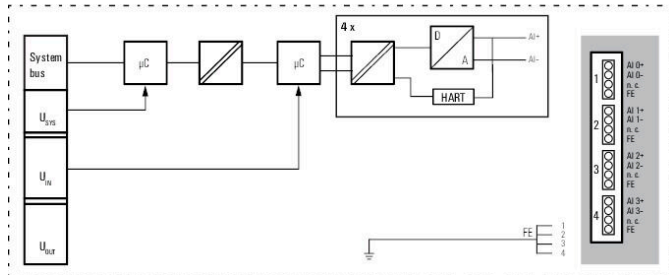 System
bus
U SYS
U IN
U OUT
µC
µC
4 x
D
A
HART
AI+
AI–
FE
1
2
3
4
1
AI 0+
AI 0–
n. c.
FE
2
AI 1+
AI 1–
n. c.
FE
3
AI 2+
AI 2–
n. c.
FE
4
AI 3+
AI 3–
n. c.
FE